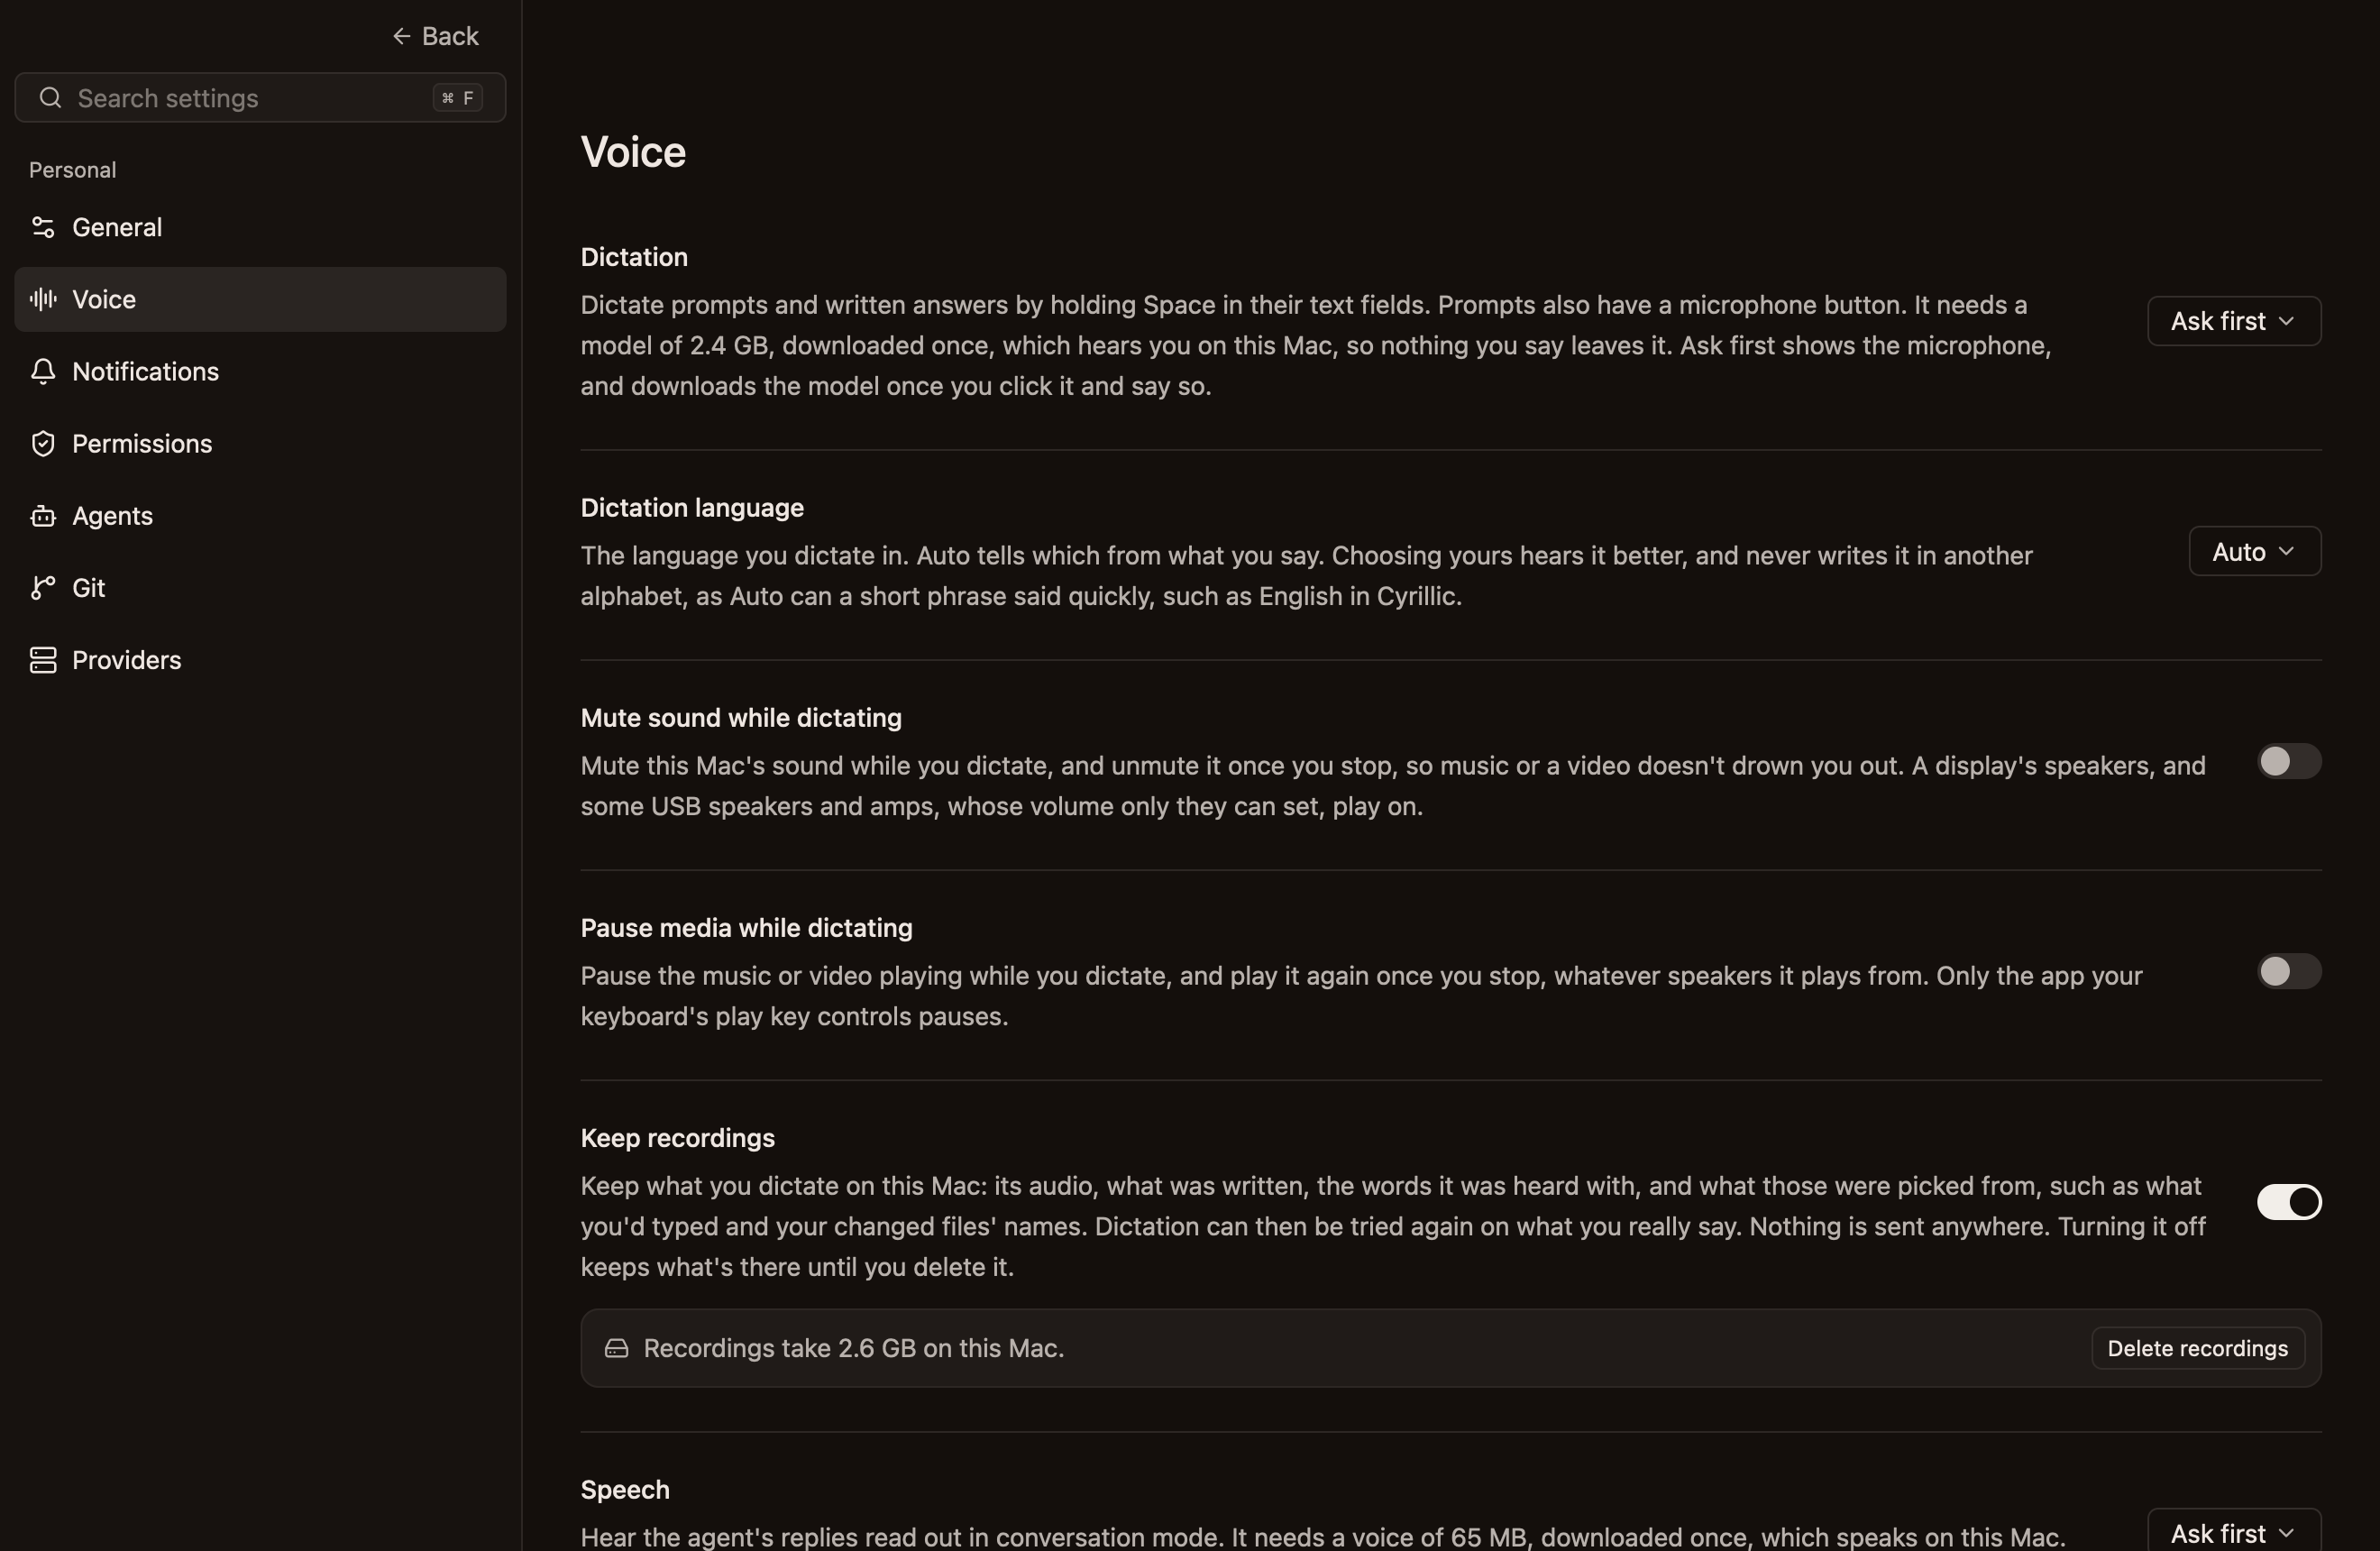 Back
Search settings
⌘ F
Personal
General
Voice
Notifications
Permissions
Agents
Git
Providers
Voice
Dictation
Dictate prompts and written answers by holding Space in their text fields. Prompts also have a microphone button. It needs a
model of 2.4 GB, downloaded once, which hears you on this Mac, so nothing you say leaves it. Ask first shows the microphone,
and downloads the model once you click it and say so.
Ask first
Dictation language
The language you dictate in. Auto tells which from what you say. Choosing yours hears it better, and never writes it in another
alphabet, as Auto can a short phrase said quickly, such as English in Cyrillic.
Auto
Mute sound while dictating
Mute this Mac's sound while you dictate, and unmute it once you stop, so music or a video doesn't drown you out. A display's speakers, and
some USB speakers and amps, whose volume only they can set, play on.
Pause media while dictating
Pause the music or video playing while you dictate, and play it again once you stop, whatever speakers it plays from. Only the app your
keyboard's play key controls pauses.
Keep recordings
Keep what you dictate on this Mac: its audio, what was written, the words it was heard with, and what those were picked from, such as what
you'd typed and your changed files' names. Dictation can then be tried again on what you really say. Nothing is sent anywhere. Turning it off
keeps what's there until you delete it.
Recordings take 2.6 GB on this Mac.
Delete recordings
Speech
Hear the agent's replies read out in conversation mode. It needs a voice of 65 MB, downloaded once, which speaks on this Mac.
Ask first